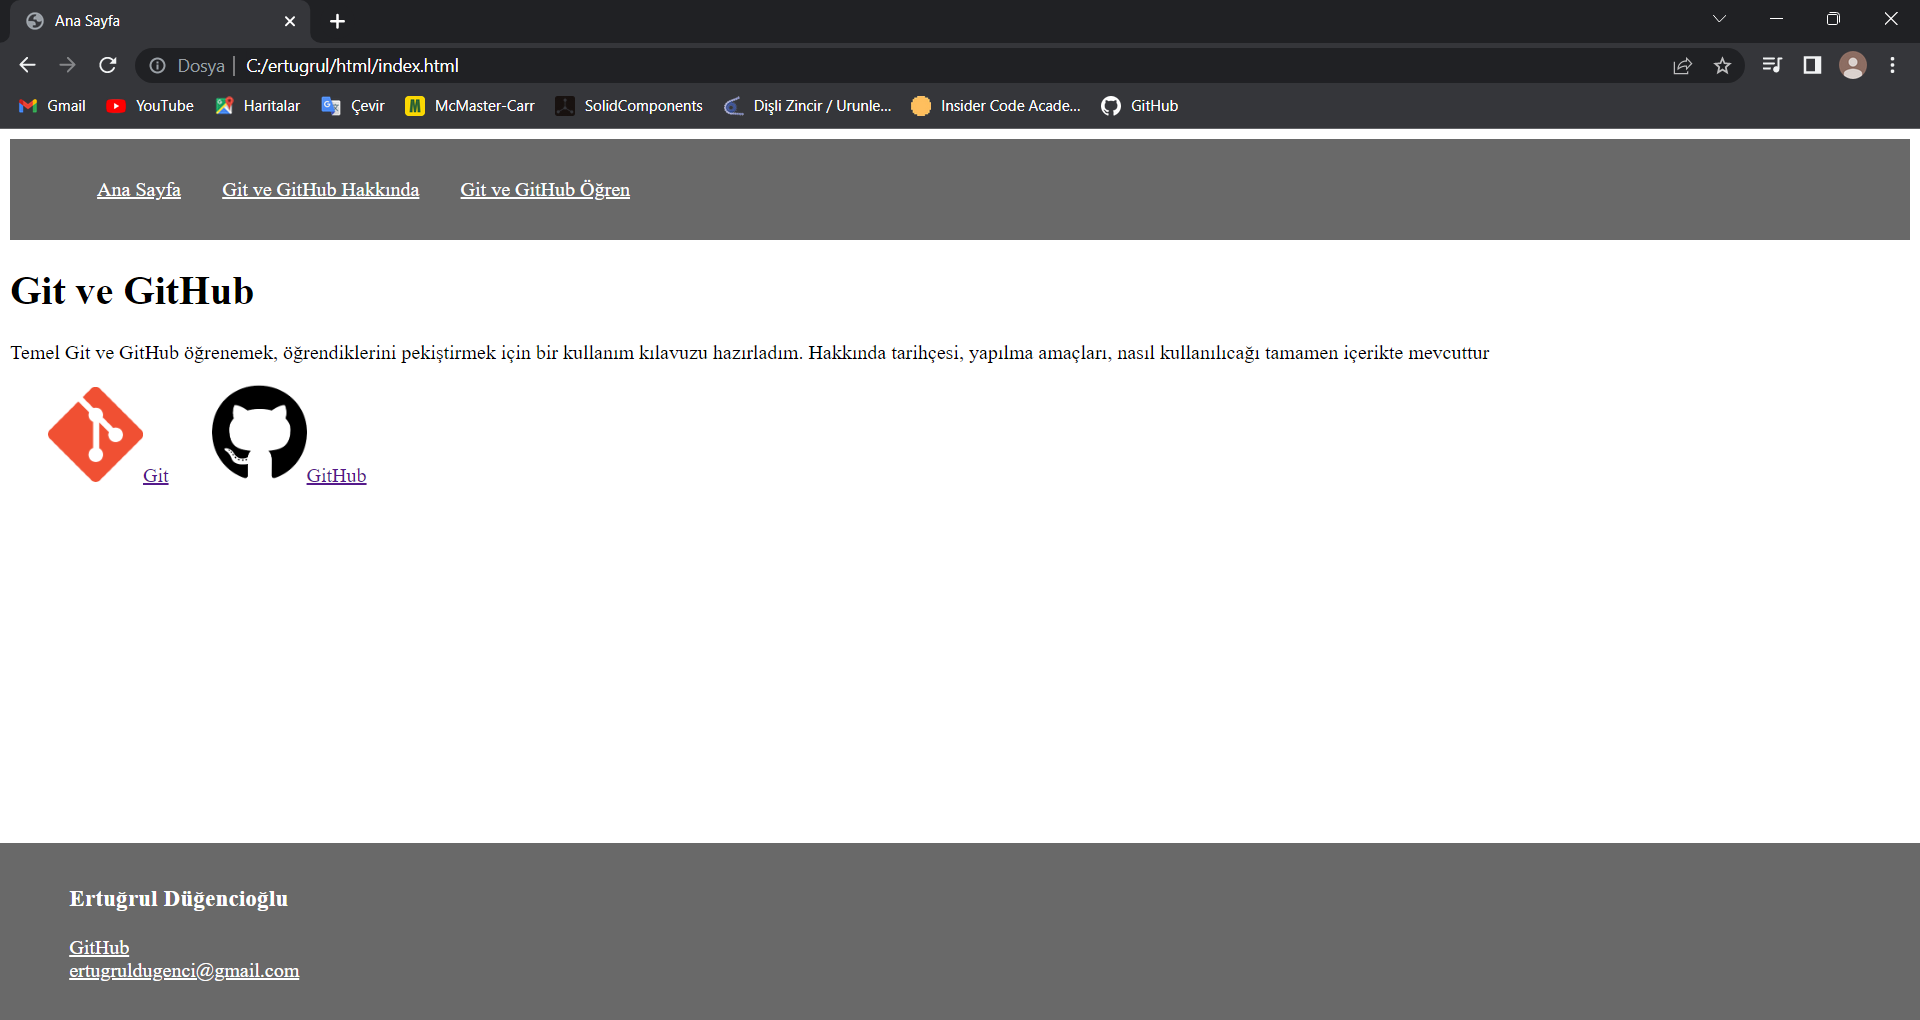 Ana Sayfa
Dosya | C:/ertugrul/html/index.html
Gmail YouTube Haritalar Çevir McMaster-Carr SolidComponents Dişli Zincir / Urunle... Insider Code Acade... GitHub
Ana Sayfa Git ve GitHub Hakkında Git ve GitHub Öğren
Git ve GitHub
Temel Git ve GitHub öğrenemek, öğrendiklerini pekiştirmek için bir kullanım kılavuzu hazırladım. Hakkında tarihçesi, yapılma amaçları, nasıl kullanılıcağı tamamen içerikte mevcuttur
Git GitHub
Ertuğrul Düğencioğlu
GitHub
ertugruldugenci@gmail.com